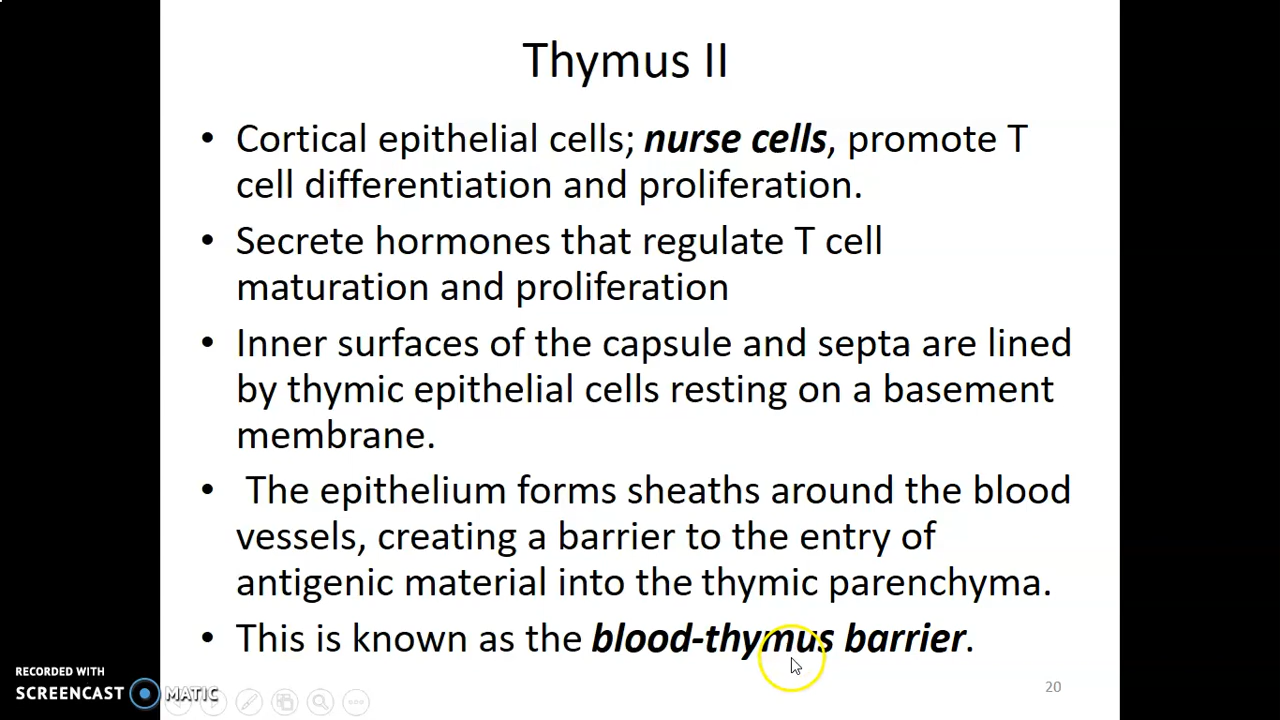 Thymus II
• Cortical epithelial cells; nurse cells, promote T
cell differentiation and proliferation.
• Secrete hormones that regulate T cell
maturation and proliferation
• Inner surfaces of the capsule and septa are lined
by thymic epithelial cells resting on a basement
membrane.
• The epithelium forms sheaths around the blood
vessels, creating a barrier to the entry of
antigenic material into the thymic parenchyma.
• This is known as the blood-thymus barrier.
RECORDED WITH
SCREENCAST MATIC
20